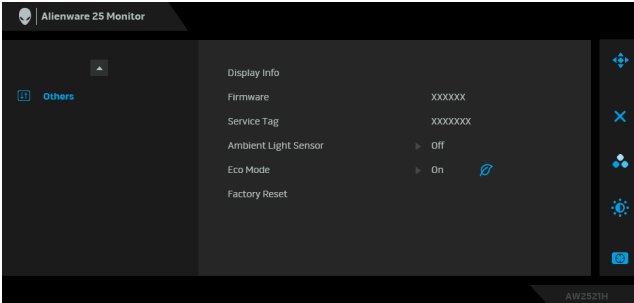 Alienware 25 Monitor
Others
Display Info
Firmware XXXXXX
Service Tag XXXXXXX
Ambient Light Sensor Off
Eco Mode On
Factory Reset
AW2521H